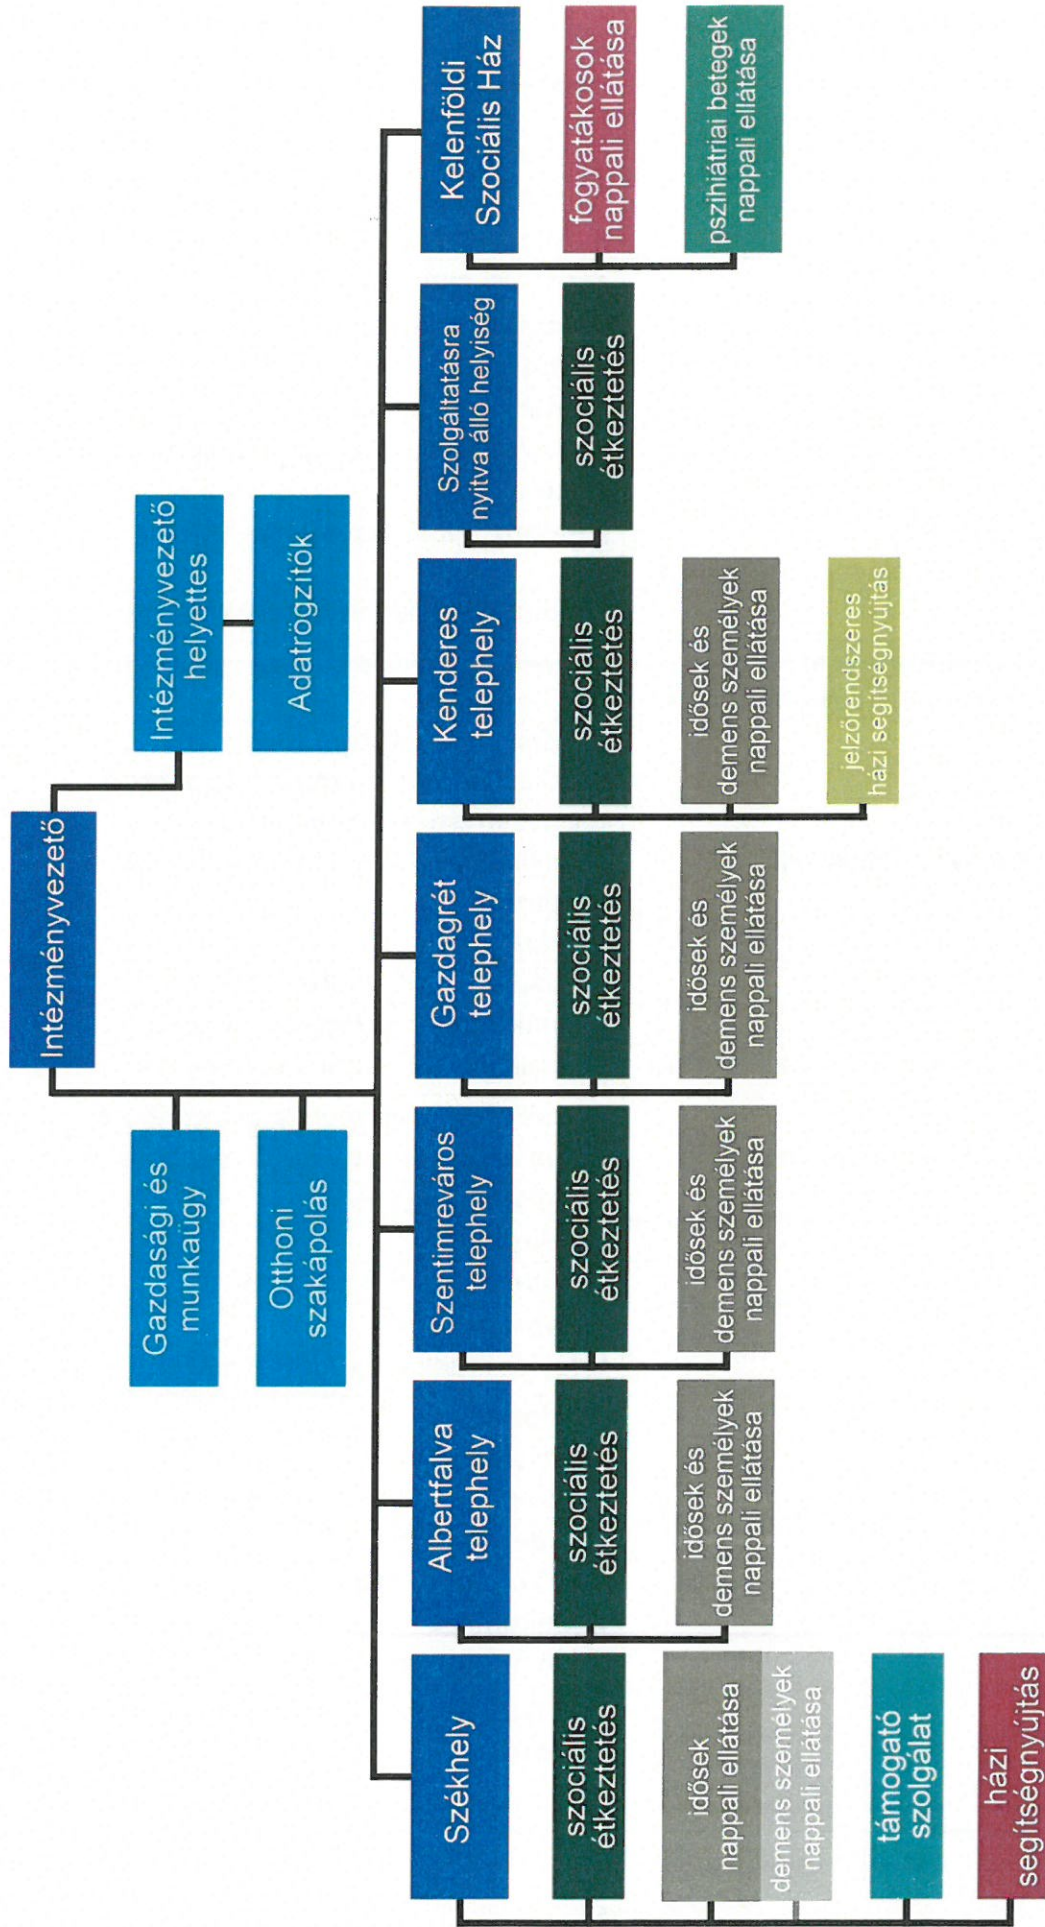 Intézményvezető
Gazdasági és
munkaügy
Intézményvezető
helyettes
Otthoni
szakápolás
Adatrögzítők
Székhely
szociális
étkeztetés
idősek
nappali ellátása
demens személyek
nappali ellátása
támogató
szolgálat
házi
segítségnyújtás
Albertfalva
telephely
szociális
étkeztetés
idősek és
demens személyek
nappali ellátása
Szentimreváros
telephely
szociális
étkeztetés
idősek és
demens személyek
nappali ellátása
Gazdagrét
telephely
szociális
étkeztetés
idősek és
demens személyek
nappali ellátása
Kenderes
telephely
szociális
étkeztetés
idősek és
demens személyek
nappali ellátása
jelzőrendszeres
házi segítségnyújtás
Szolgáltatásra
nyitva álló helyiség
szociális
étkeztetés
Kelenföldi
Szociális Ház
fogyatákosok
nappali ellátása
pszihiátriai betegek
nappali ellátása